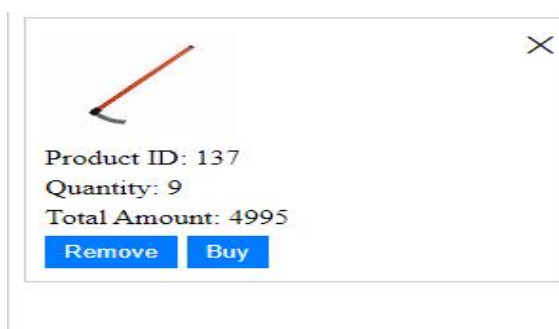 Product ID: 137
Quantity: 9
Total Amount: 4995
Remove Buy